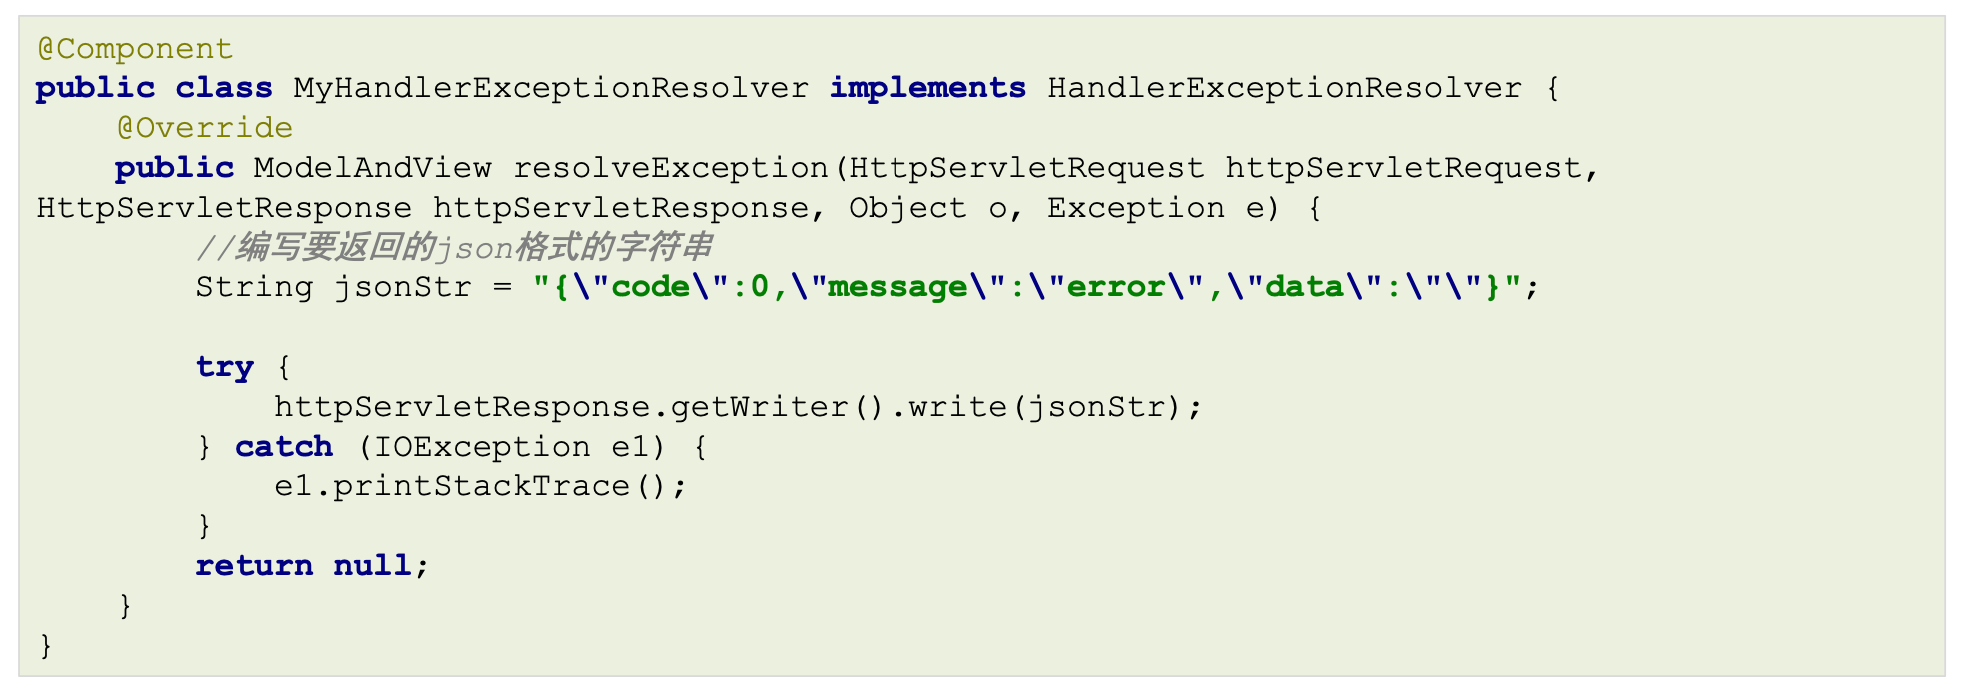 @Component
public class MyHandlerExceptionResolver implements HandlerExceptionResolver {
    @Override
    public ModelAndView resolveException(HttpServletRequest httpServletRequest,
HttpServletResponse httpServletResponse, Object o, Exception e) {
        //编写要返回的json格式的字符串
        String jsonStr = "{\"code\":0,\"message\":\"error\",\"data\":\"\"}";

        try {
            httpServletResponse.getWriter().write(jsonStr);
        } catch (IOException e1) {
            e1.printStackTrace();
        }
        return null;
    }
}